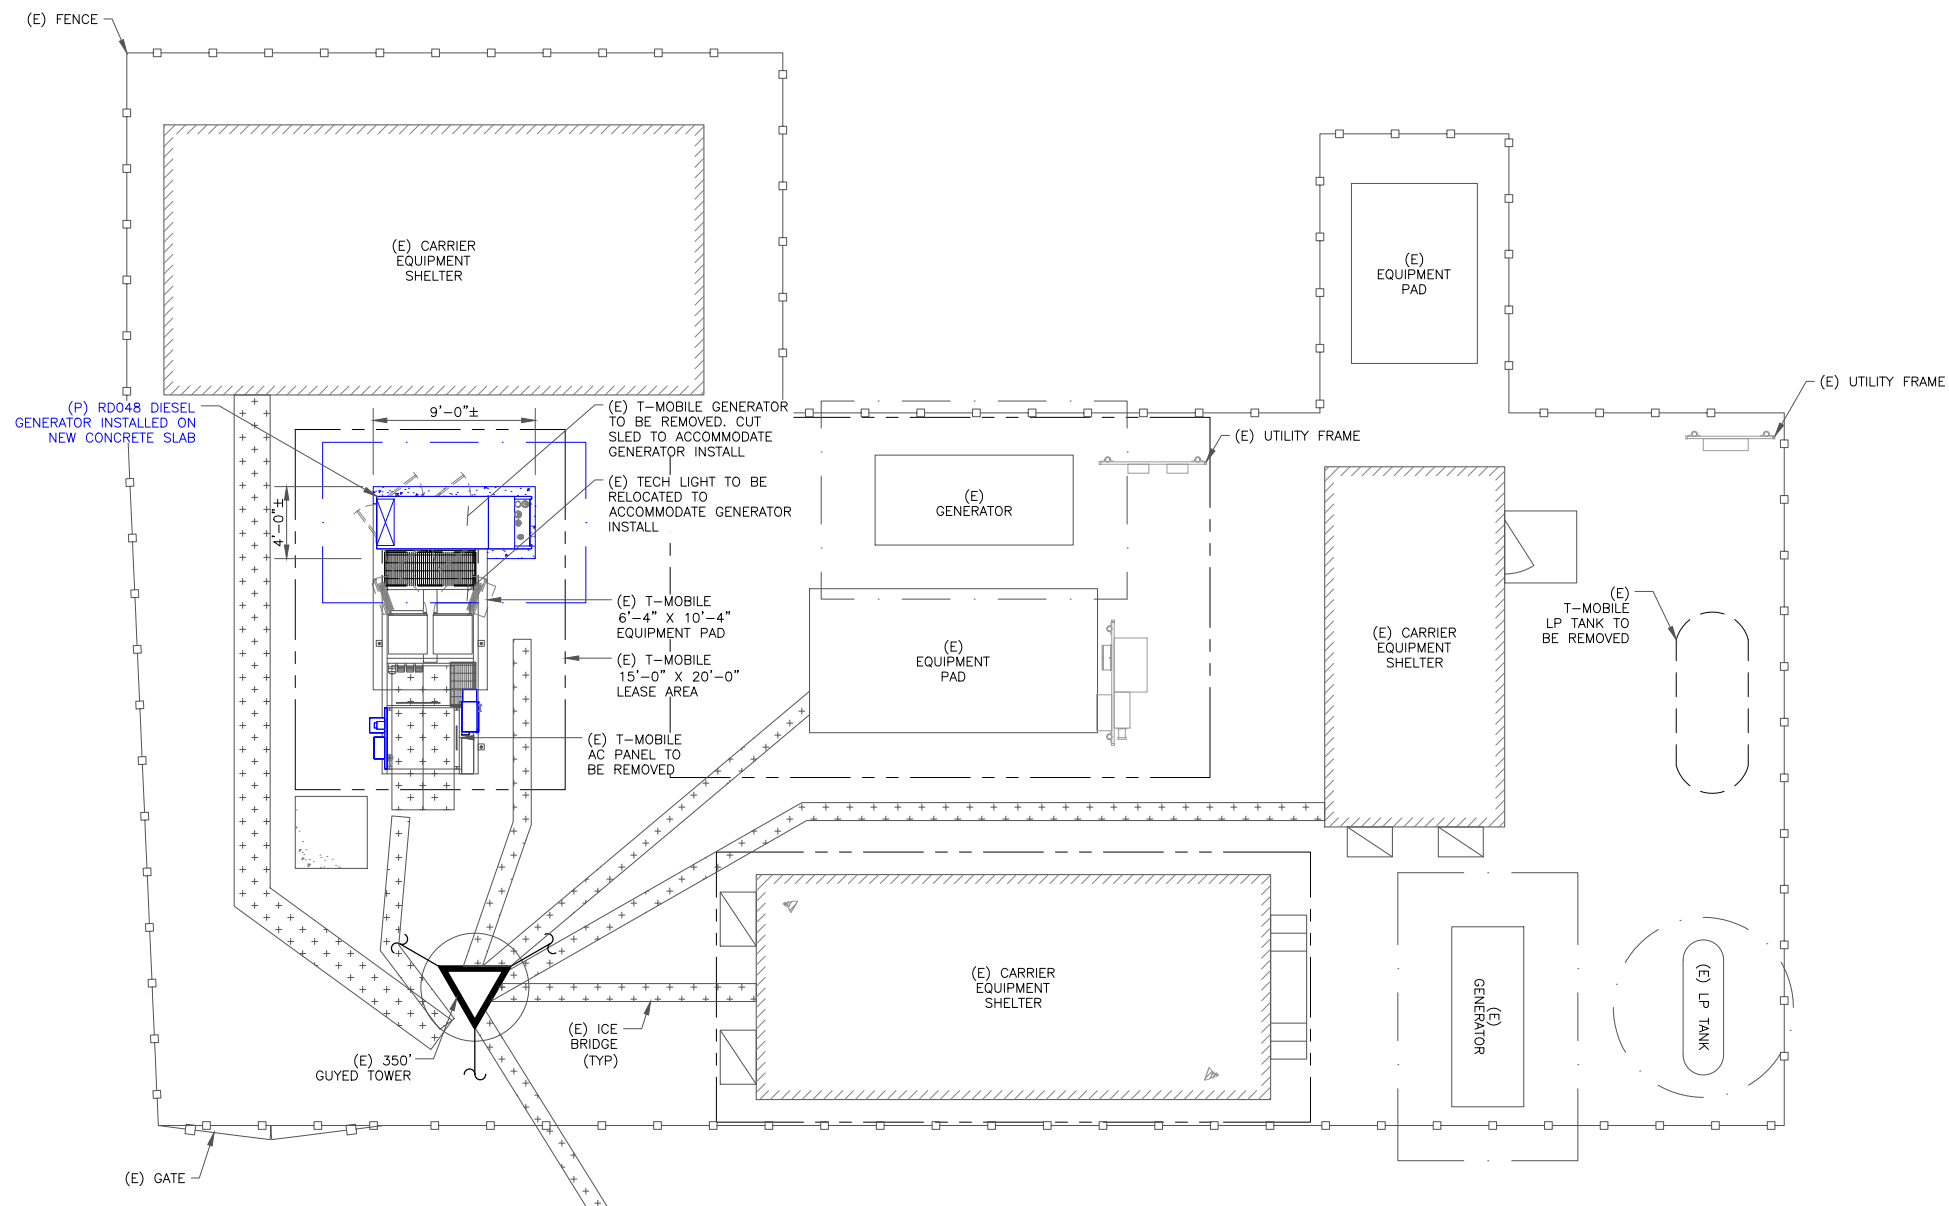 (E) FENCE
(E) CARRIER
EQUIPMENT
SHELTER
(E)
EQUIPMENT
PAD
(E) UTILITY FRAME
(P) RD048 DIESEL
GENERATOR INSTALLED ON
NEW CONCRETE SLAB
9'-0"±
4'-0"±
(E) T-MOBILE GENERATOR
TO BE REMOVED. CUT
SLED TO ACCOMMODATE
GENERATOR INSTALL
(E) UTILITY FRAME
(E) TECH LIGHT TO BE
RELOCATED TO
ACCOMMODATE GENERATOR
INSTALL
(E)
GENERATOR
(E) T-MOBILE
6'-4" X 10'-4"
EQUIPMENT PAD
(E) T-MOBILE
15'-0" X 20'-0"
LEASE AREA
(E)
EQUIPMENT
PAD
(E) CARRIER
EQUIPMENT
SHELTER
(E)
T-MOBILE
LP TANK TO
BE REMOVED
(E) T-MOBILE
AC PANEL TO
BE REMOVED
(E) CARRIER
EQUIPMENT
SHELTER
(E)
GENERATOR
(E) LP TANK
(E) ICE
BRIDGE
(TYP)
(E) 350'
GUYED TOWER
(E) GATE